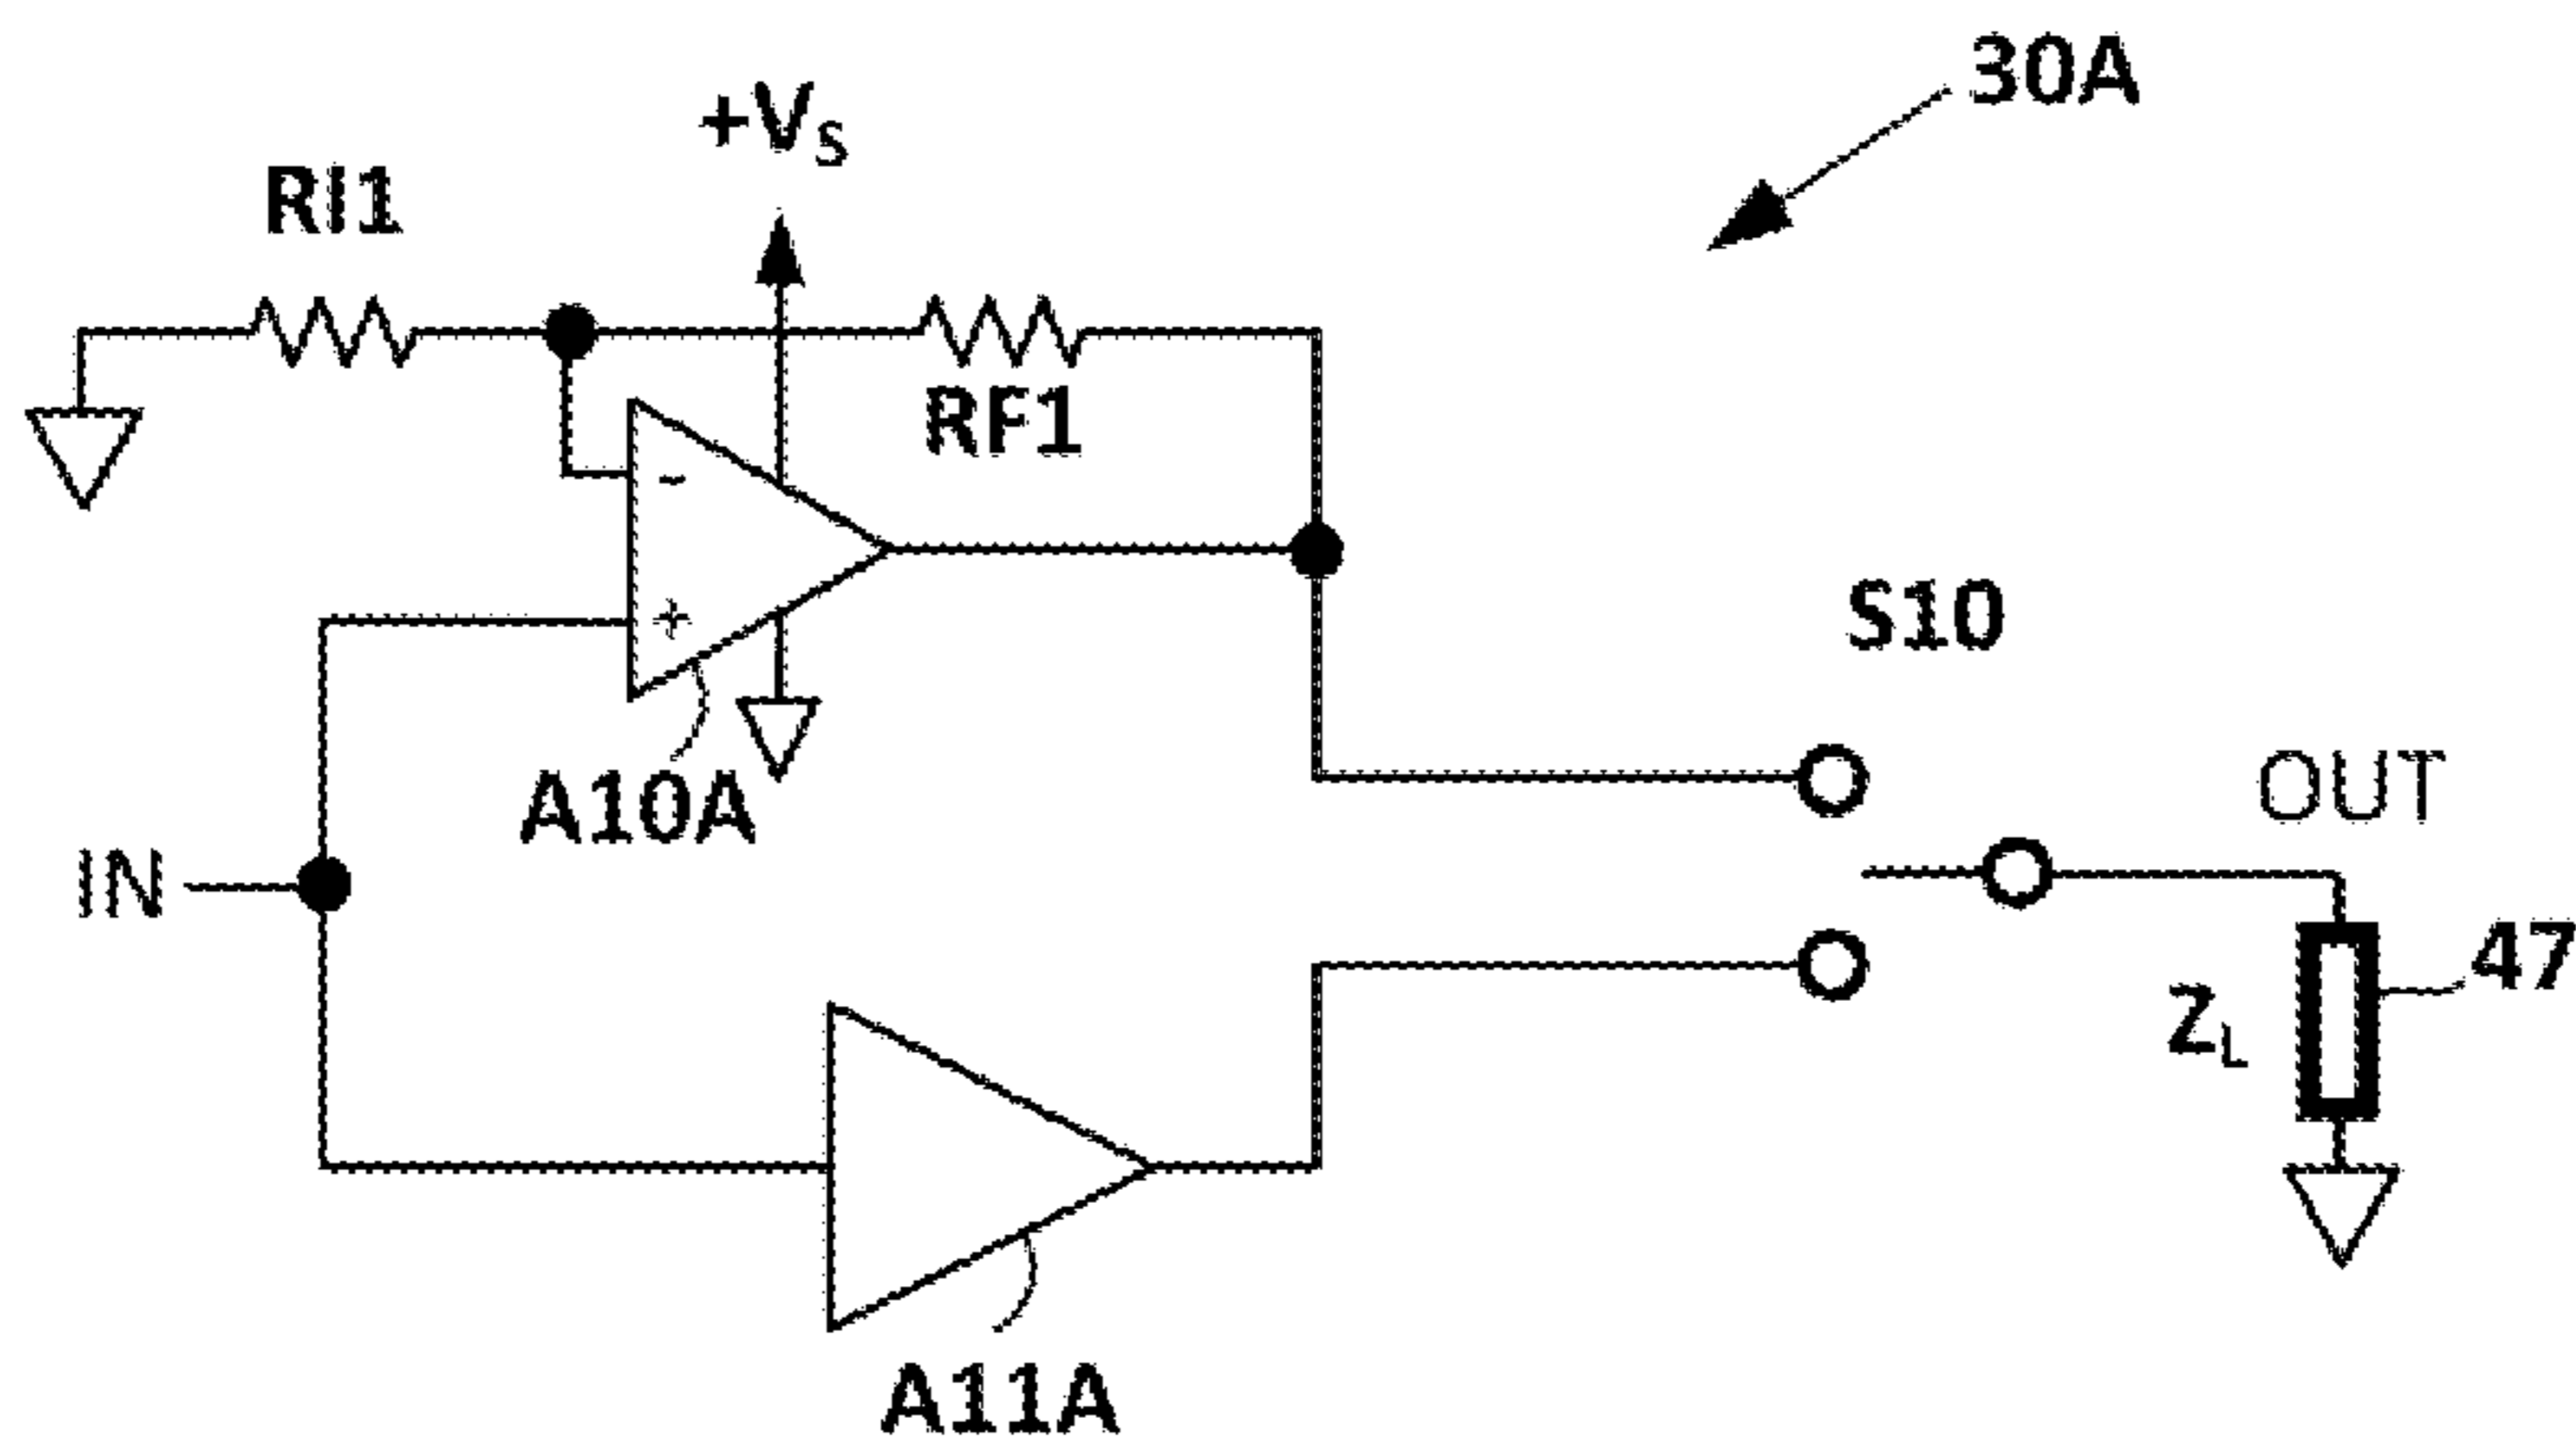 30A
+VS
RI1
RF1
-
+
S10
A10A
OUT
IN
47
ZL
A11A